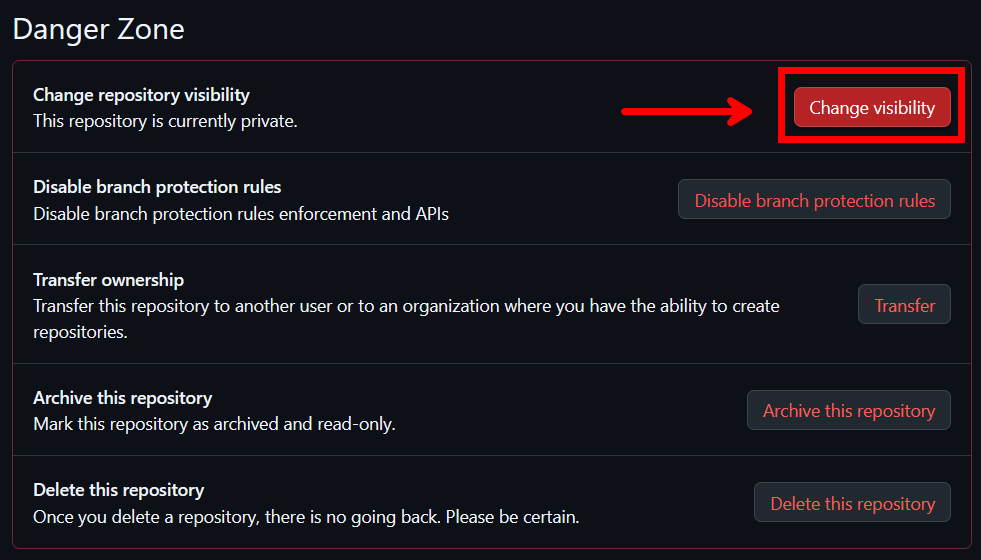 Danger Zone
Change repository visibility
This repository is currently private.
Change visibility
Disable branch protection rules
Disable branch protection rules enforcement and APIs
Disable branch protection rules
Transfer ownership
Transfer this repository to another user or to an organization where you have the ability to create
repositories.
Transfer
Archive this repository
Mark this repository as archived and read-only.
Archive this repository
Delete this repository
Once you delete a repository, there is no going back. Please be certain.
Delete this repository